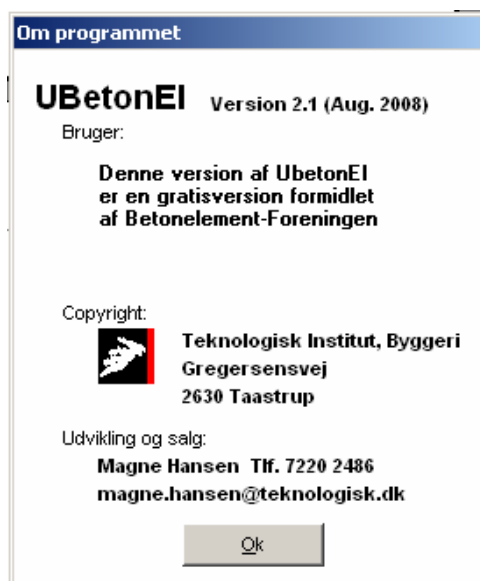 Om programmet
UBetonEl Version 2.1 (Aug. 2008)
Bruger:
Denne version af UbetonEl
er en gratisversion formidlet
af Betonelement-Foreningen
Copyright:
Teknologisk Institut, Byggeri
Gregersensvej
2630 Taastrup
Udvikling og salg:
Magne Hansen Tlf. 7220 2486
magne.hansen@teknologisk.dk
Ok